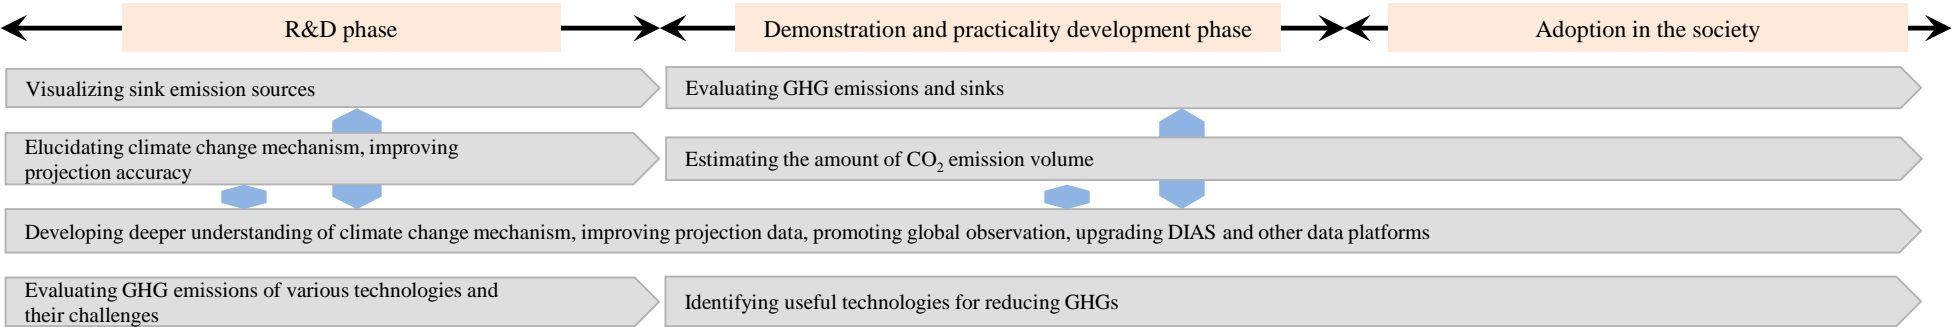 R&D phase
Demonstration and practicality development phase
Adoption in the society
Visualizing sink emission sources
Evaluating GHG emissions and sinks
Elucidating climate change mechanism, improving
projection accuracy
Estimating the amount of CO₂ emission volume
Developing deeper understanding of climate change mechanism, improving projection data, promoting global observation, upgrading DIAS and other data platforms
Evaluating GHG emissions of various technologies and
their challenges
Identifying useful technologies for reducing GHGs